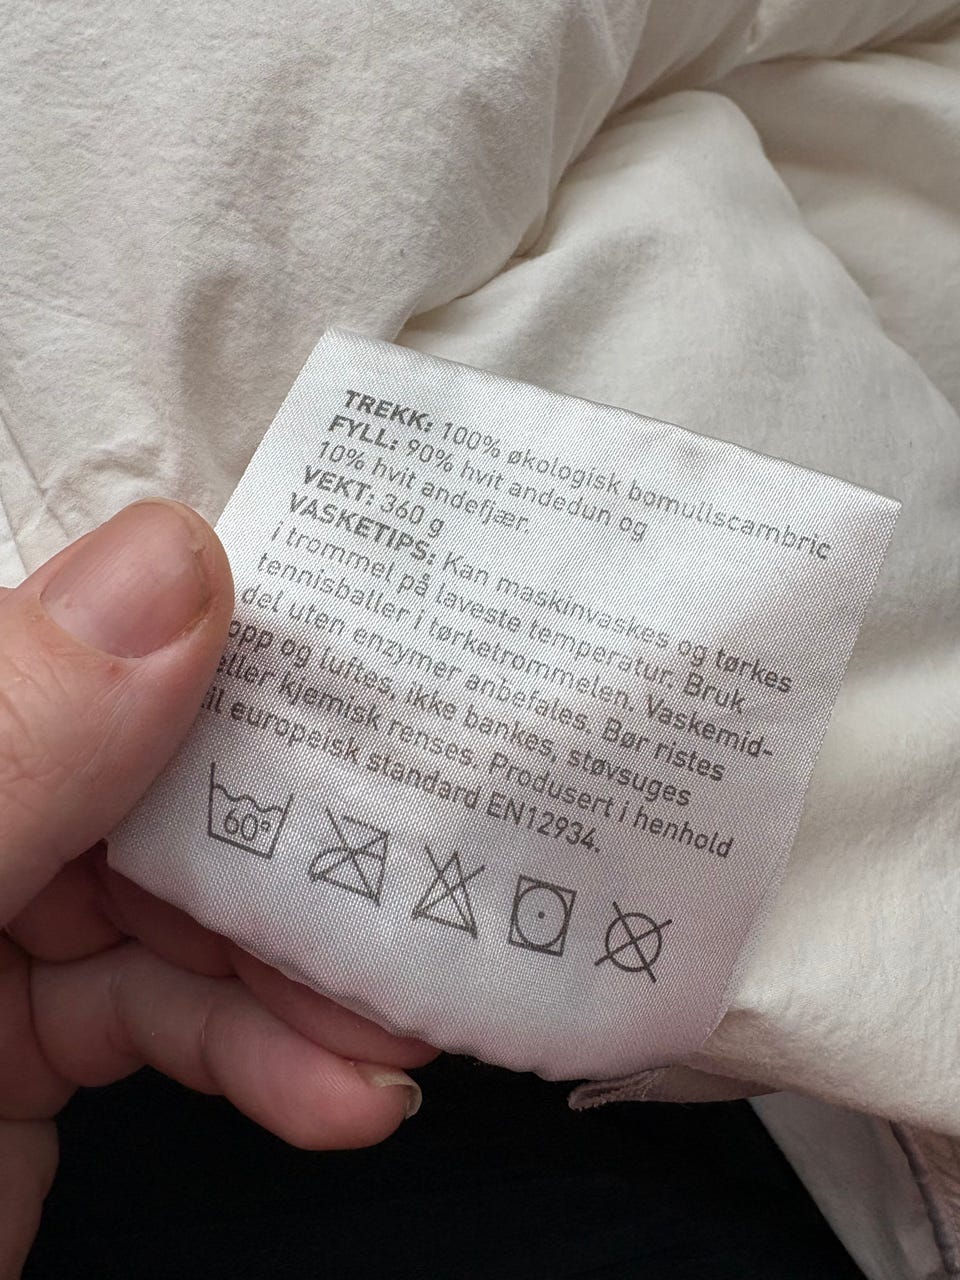 TREKK: 100% økologisk bomullscambric
FYLL: 90% hvit andedun og
10% hvit andefjær.
VEKT: 360 g
VASKETIPS: Kan maskinvaskes og tørkes
i trommel på laveste temperatur. Bruk
tennisballer i tørketrommelen. Vaskemid-
del uten enzymer anbefales. Bør ristes
opp og luftes, ikke bankes, støvsuges
eller kjemisk renses. Produsert i henhold
til europeisk standard EN12934.
60°